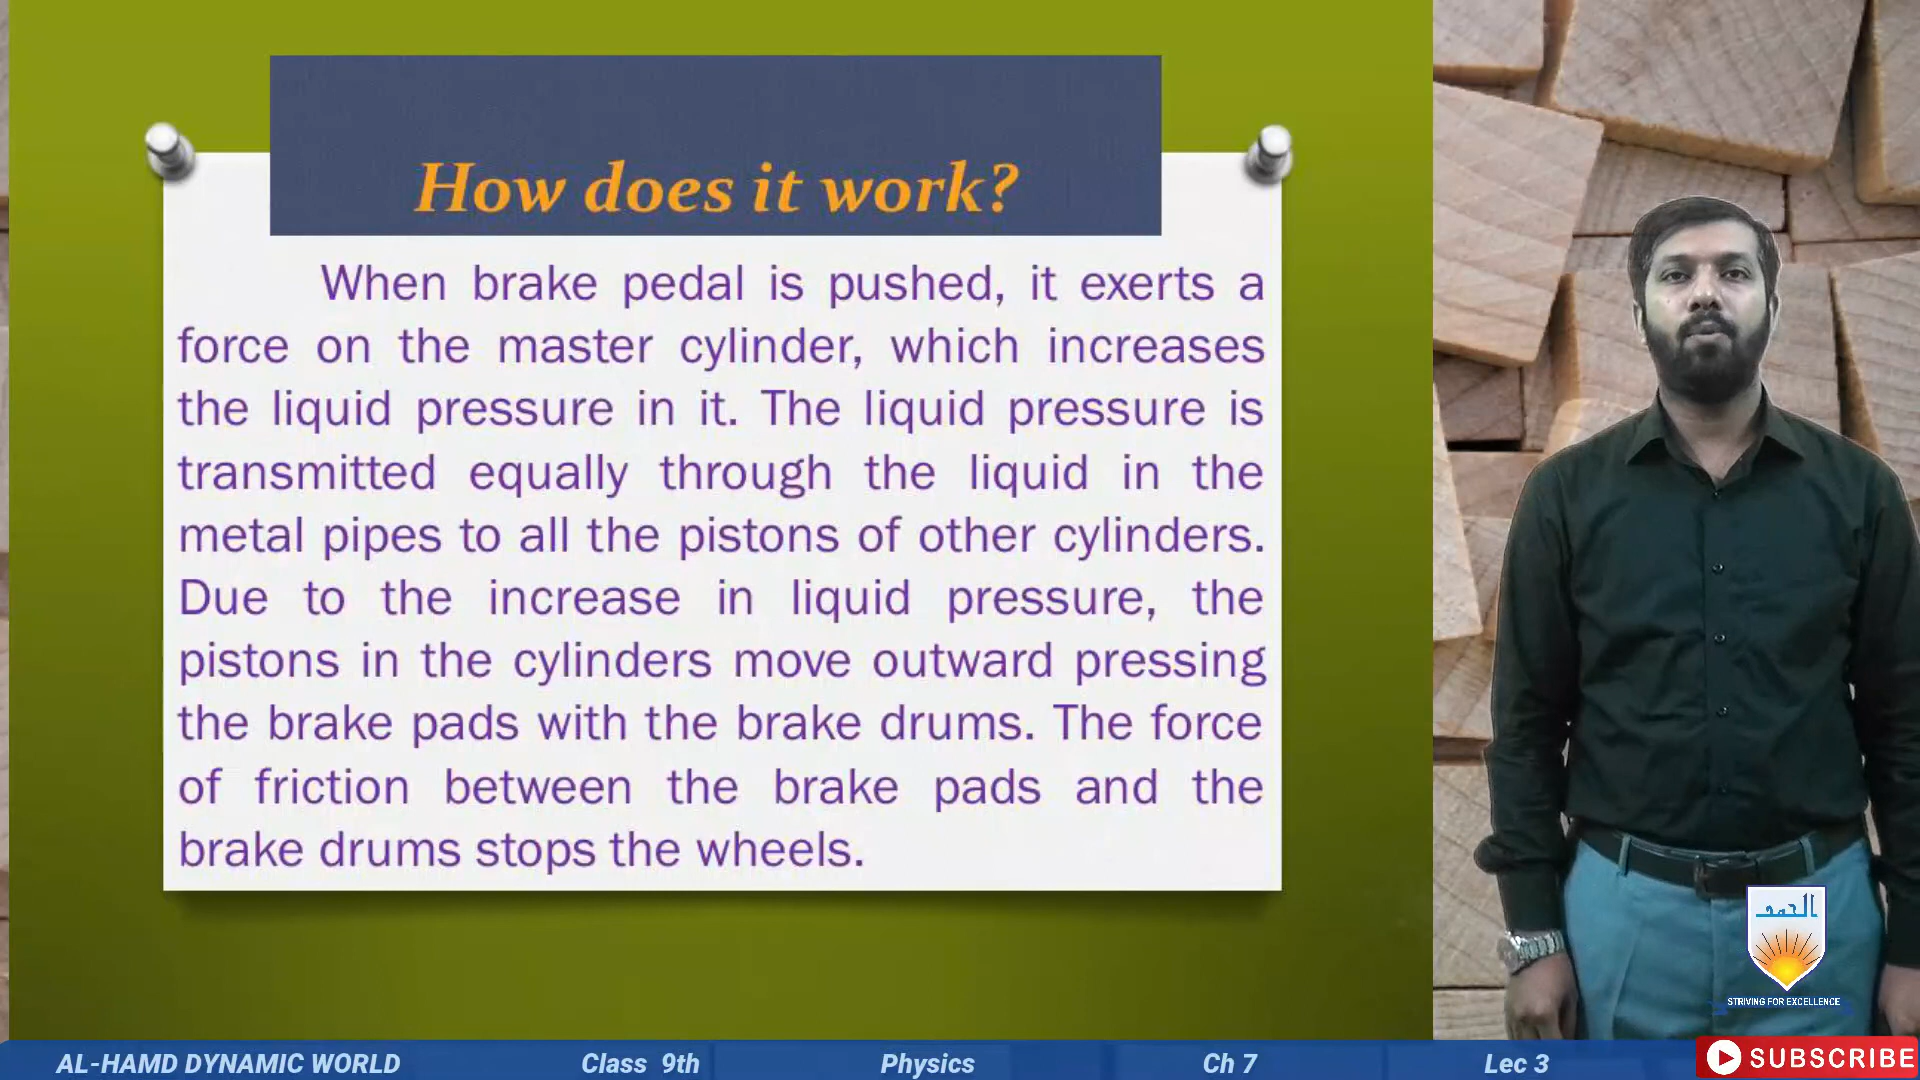 How does it work?
When brake pedal is pushed, it exerts a
force on the master cylinder, which increases
the liquid pressure in it. The liquid pressure is
transmitted equally through the liquid in the
metal pipes to all the pistons of other cylinders.
Due to the increase in liquid pressure, the
pistons in the cylinders move outward pressing
the brake pads with the brake drums. The force
of friction between the brake pads and the
brake drums stops the wheels.
الحمد
STRIVING FOR EXCELLENCE
AL-HAMD DYNAMIC WORLD Class 9th Physics Ch 7 Lec 3 SUBSCRIBE